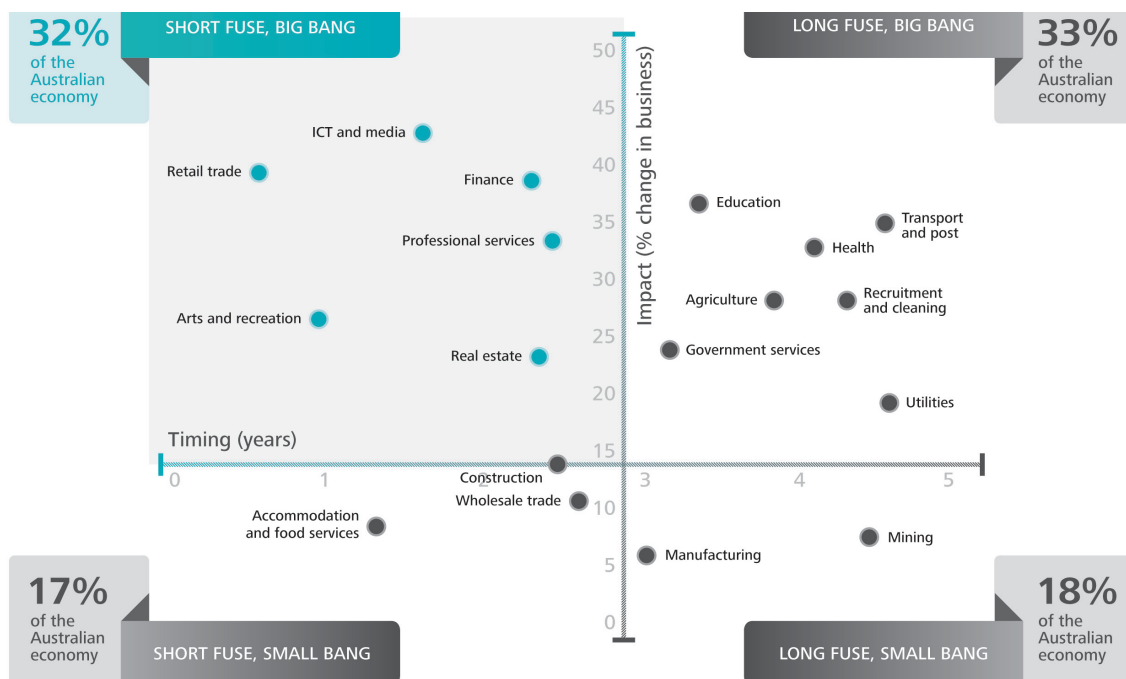 32%
of the
Australian
economy
SHORT FUSE, BIG BANG
LONG FUSE, BIG BANG
33%
of the
Australian
economy
50
45
40
35
30
25
20
15
10
5
0
Impact (% change in business)
ICT and media
Retail trade
Finance
Professional services
Arts and recreation
Real estate
Education
Transport
and post
Health
Agriculture
Recruitment
and cleaning
Government services
Utilities
Timing (years)
0
1
2
3
4
5
Construction
Wholesale trade
Accommodation
and food services
Manufacturing
Mining
17%
of the
Australian
economy
SHORT FUSE, SMALL BANG
LONG FUSE, SMALL BANG
18%
of the
Australian
economy